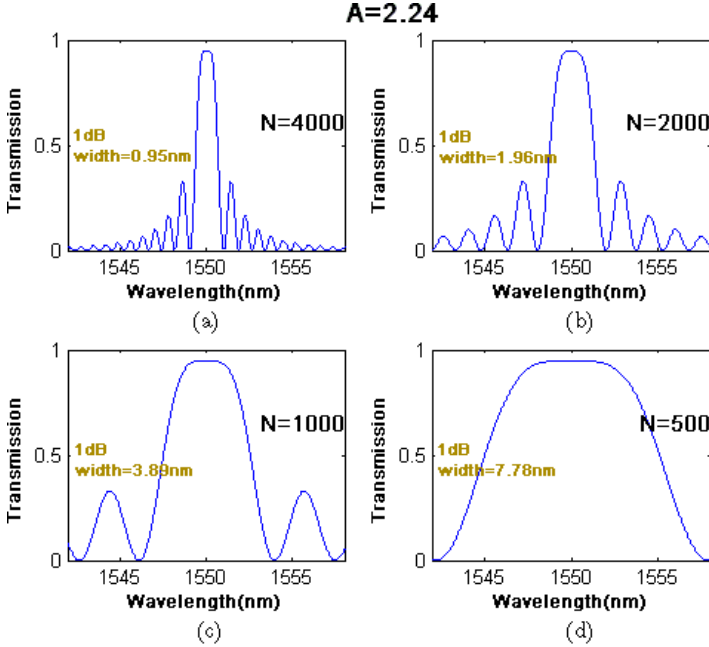 A=2.24
1
0.5
0
Transmission
1dB
width=0.95nm
N=4000
1545
1550
1555
Wavelength(nm)
(a)
1
0.5
0
Transmission
1dB
width=1.96nm
N=2000
1545
1550
1555
Wavelength(nm)
(b)
1
0.5
0
Transmission
N=1000
1dB
width=3.89nm
1545
1550
1555
Wavelength(nm)
(c)
1
0.5
0
Transmission
N=500
1dB
width=7.78nm
1545
1550
1555
Wavelength(nm)
(d)